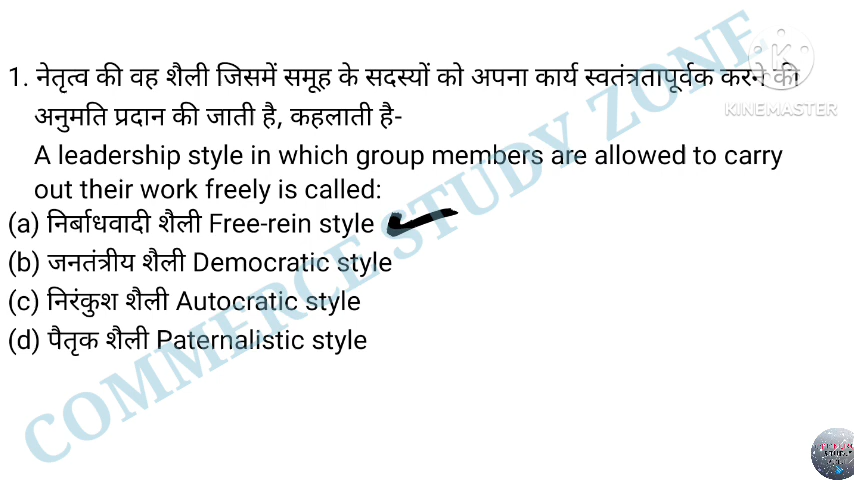 1. नेतृत्व की वह शैली जिसमें समूह के सदस्यों को अपना कार्य स्वतंत्रतापूर्वक करने की
अनुमति प्रदान की जाती है, कहलाती है-
A leadership style in which group members are allowed to carry
out their work freely is called:
(a) निर्बाधवादी शैली Free-rein style
(b) जनतंत्रीय शैली Democratic style
(c) निरंकुश शैली Autocratic style
(d) पैतृक शैली Paternalistic style
COMMERCE STUDY ZONE
KINEMASTER